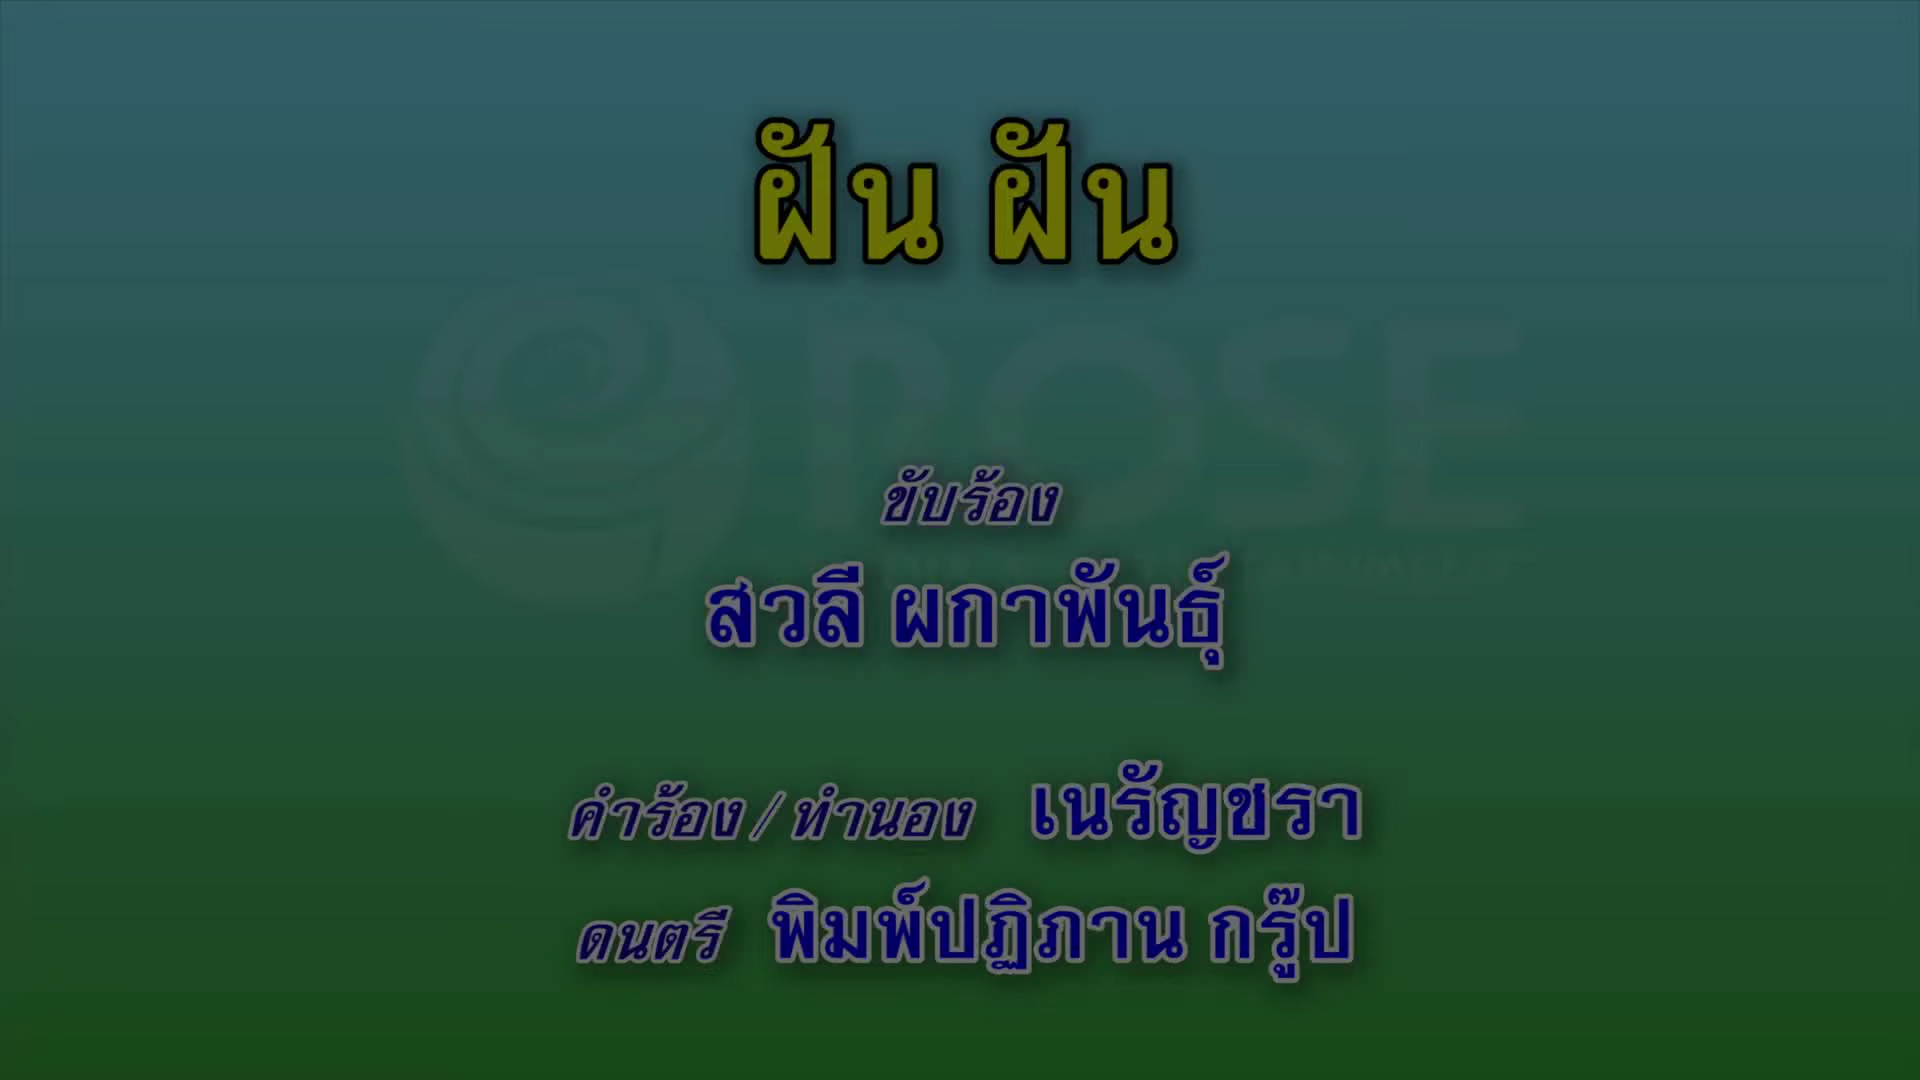 ฝัน ฝัน
ROSE
ขับร้อง
สวลี ผกาพันธุ์
คำร้อง / ทำนอง เนรัญชรา
ดนตรี พิมพ์ปฏิภาน กรุ๊ป